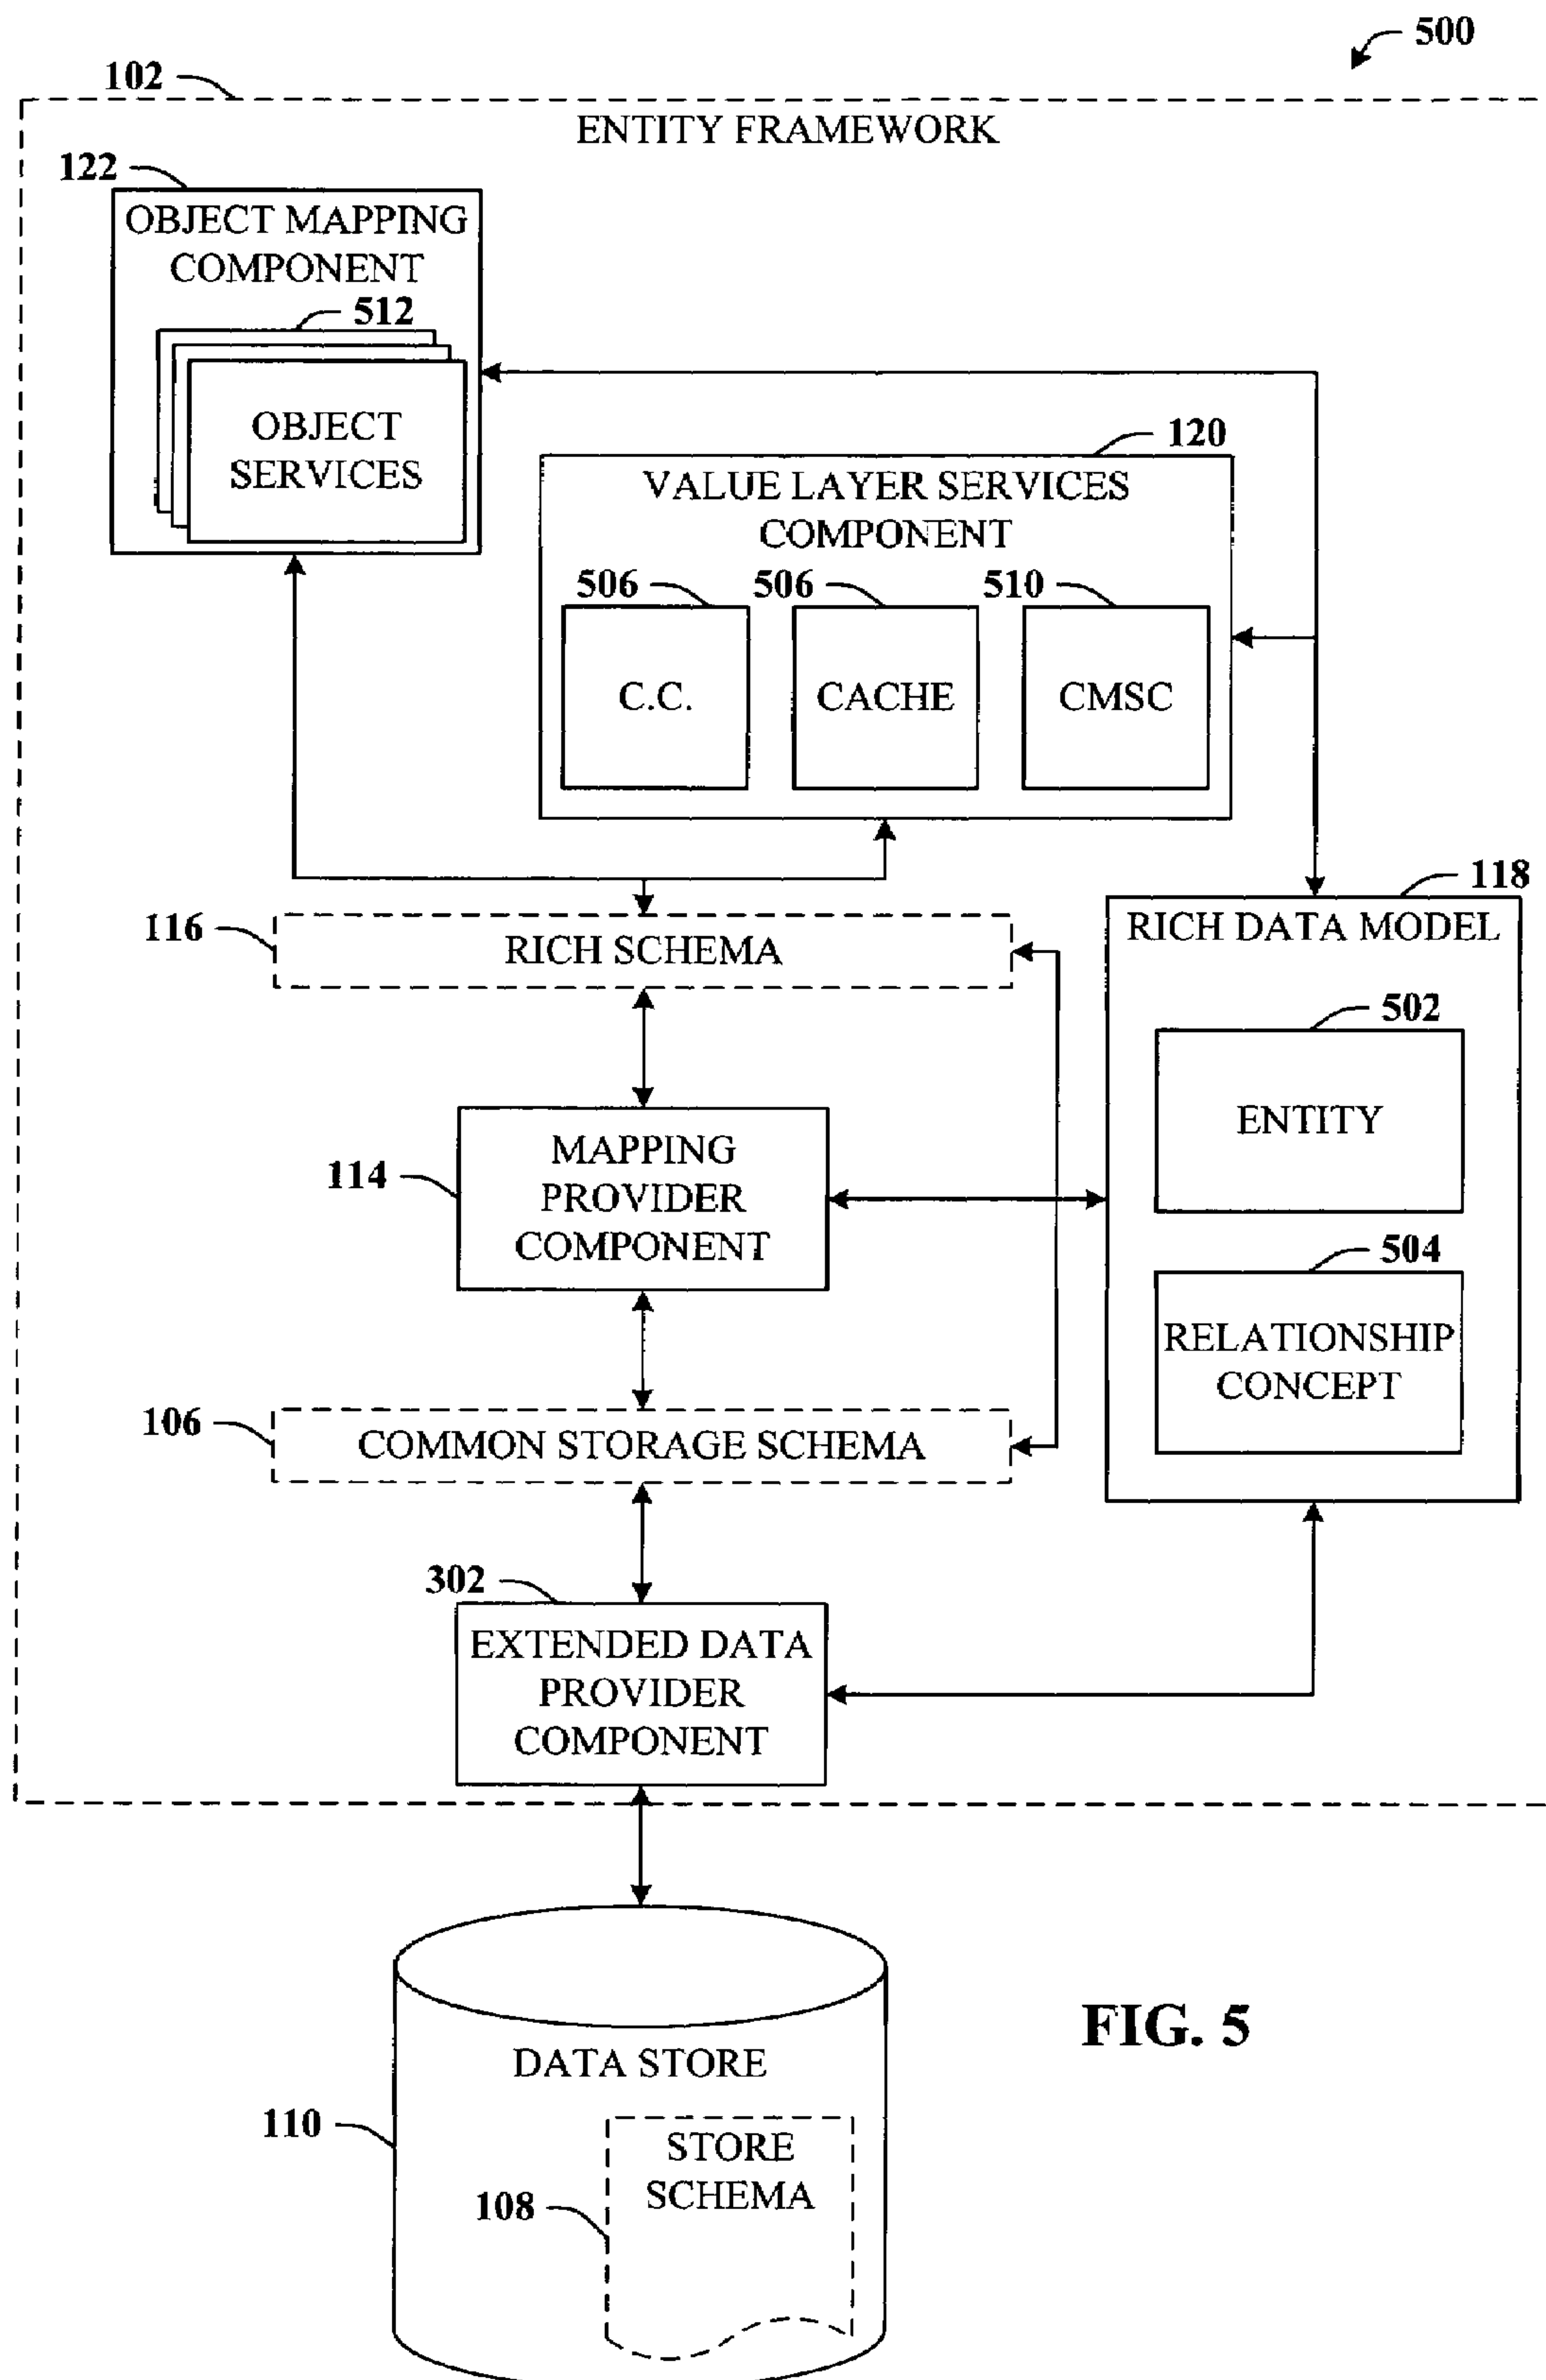 500
102
ENTITY FRAMEWORK
122
OBJECT MAPPING
COMPONENT
512
OBJECT
SERVICES
120
VALUE LAYER SERVICES
COMPONENT
506
506
510
C.C.
CACHE
CMSC
118
116
RICH SCHEMA
RICH DATA MODEL
502
ENTITY
114
MAPPING
PROVIDER
COMPONENT
504
RELATIONSHIP
CONCEPT
106
COMMON STORAGE SCHEMA
302
EXTENDED DATA
PROVIDER
COMPONENT
FIG. 5
DATA STORE
110
STORE
SCHEMA
108